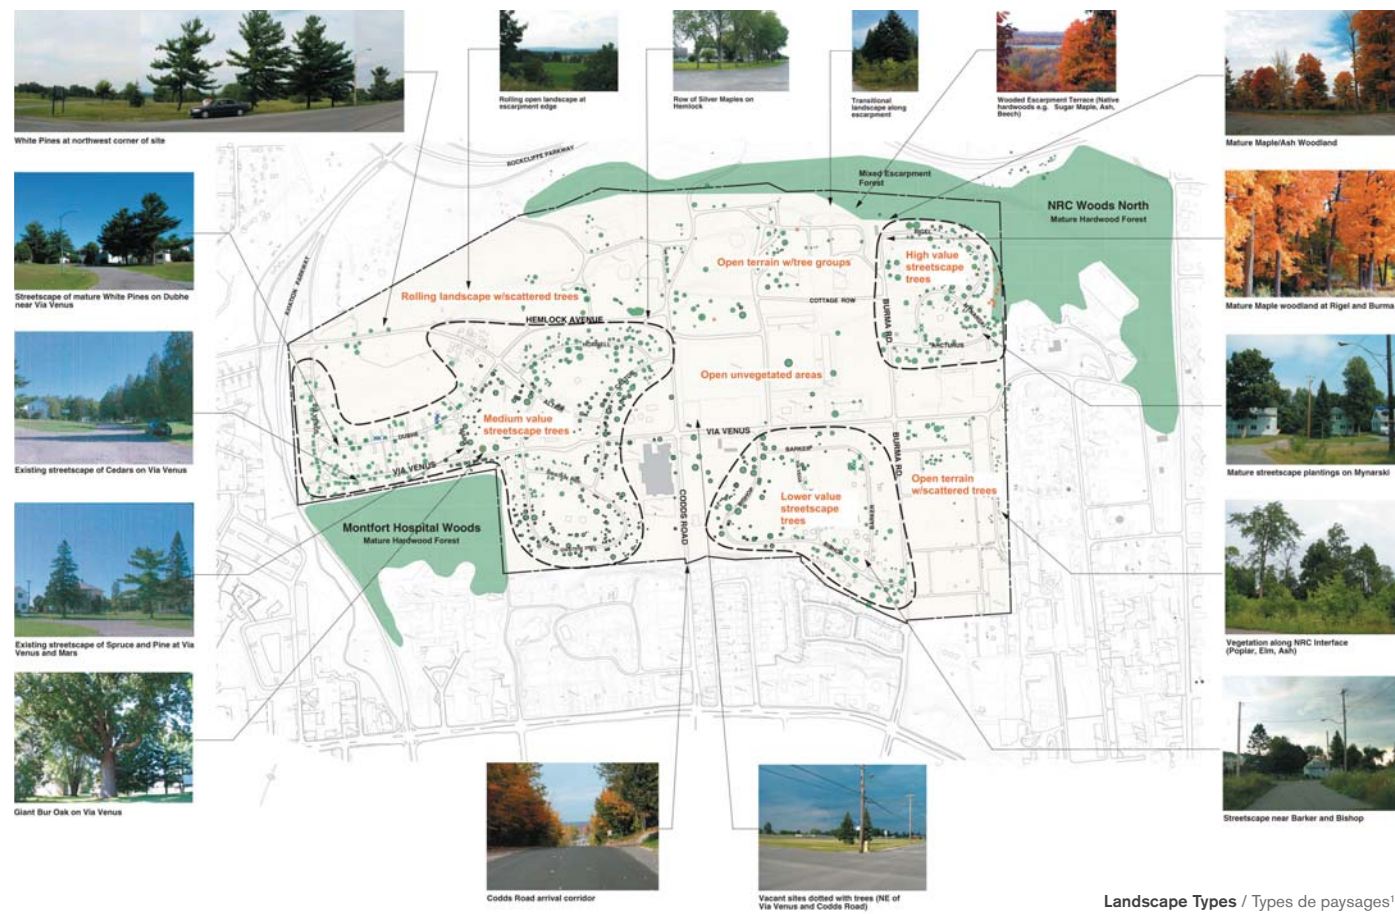 White Pines at northwest corner of site
Rolling open landscape at
escarpment edge
Row of Silver Maples on
Hemlock
Transitional
landscape along
escarpment
Wooded Escarpment Terrace (Native
hardwoods e.g. Sugar Maple, Ash,
Beech)
Mature Maple/Ash Woodland
Streetscape of mature White Pines on Dubhe
near Via Venus
Existing streetscape of Cedars on Via Venus
Existing streetscape of Spruce and Pine at Via
Venus and Mars
Giant Bur Oak on Via Venus
ROCKCLIFFE PARKWAY
AVIATION PARKWAY
Mixed Escarpment
Forest
NRC Woods North
Mature Hardwood Forest
RIGEL
High value
streetscape
trees
Open terrain w/tree groups
Rolling landscape w/scattered trees
COTTAGE ROW
HEMLOCK AVENUE
BURMA RD.
ARCTURUS
Open unvegetated areas
Medium value
streetscape trees
DUBHE
VIA VENUS
VIA VENUS
BARKER
BURMA RD.
Open terrain
w/scattered trees
Lower value
streetscape
trees
BISHOP
BARKER
CODDS ROAD
Montfort Hospital Woods
Mature Hardwood Forest
Mature Maple woodland at Rigel and Burma
Mature streetscape plantings on Mynarski
Vegetation along NRC Interface
(Poplar, Elm, Ash)
Streetscape near Barker and Bishop
Codds Road arrival corridor
Vacant sites dotted with trees (NE of
Via Venus and Codds Road)
Landscape Types / Types de paysages¹